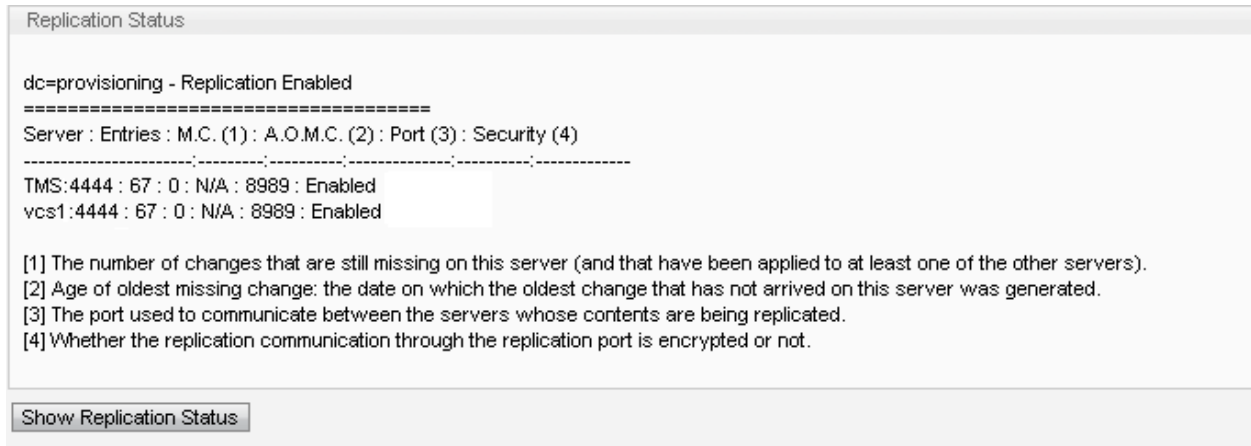 Replication Status
dc=provisioning - Replication Enabled
=====================================
Server : Entries : M.C. (1) : A.O.M.C. (2) : Port (3) : Security (4)
-----------------------:---------:----------:--------------:----------:-------------
TMS:4444 : 67 : 0 : N/A : 8989 : Enabled
vcs1:4444 : 67 : 0 : N/A : 8989 : Enabled
[1] The number of changes that are still missing on this server (and that have been applied to at least one of the other servers).
[2] Age of oldest missing change: the date on which the oldest change that has not arrived on this server was generated.
[3] The port used to communicate between the servers whose contents are being replicated.
[4] Whether the replication communication through the replication port is encrypted or not.
Show Replication Status